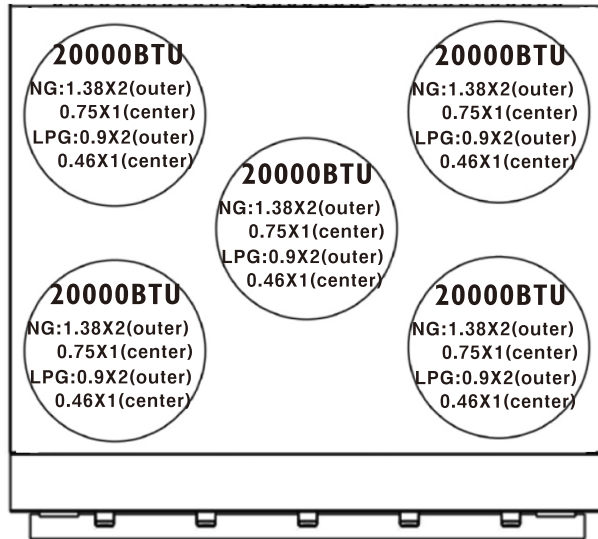 20000BTU
NG:1.38X2(outer)
0.75X1(center)
LPG:0.9X2(outer)
0.46X1(center)
20000BTU
NG:1.38X2(outer)
0.75X1(center)
LPG:0.9X2(outer)
0.46X1(center)
20000BTU
NG:1.38X2(outer)
0.75X1(center)
LPG:0.9X2(outer)
0.46X1(center)
20000BTU
NG:1.38X2(outer)
0.75X1(center)
LPG:0.9X2(outer)
0.46X1(center)
20000BTU
NG:1.38X2(outer)
0.75X1(center)
LPG:0.9X2(outer)
0.46X1(center)